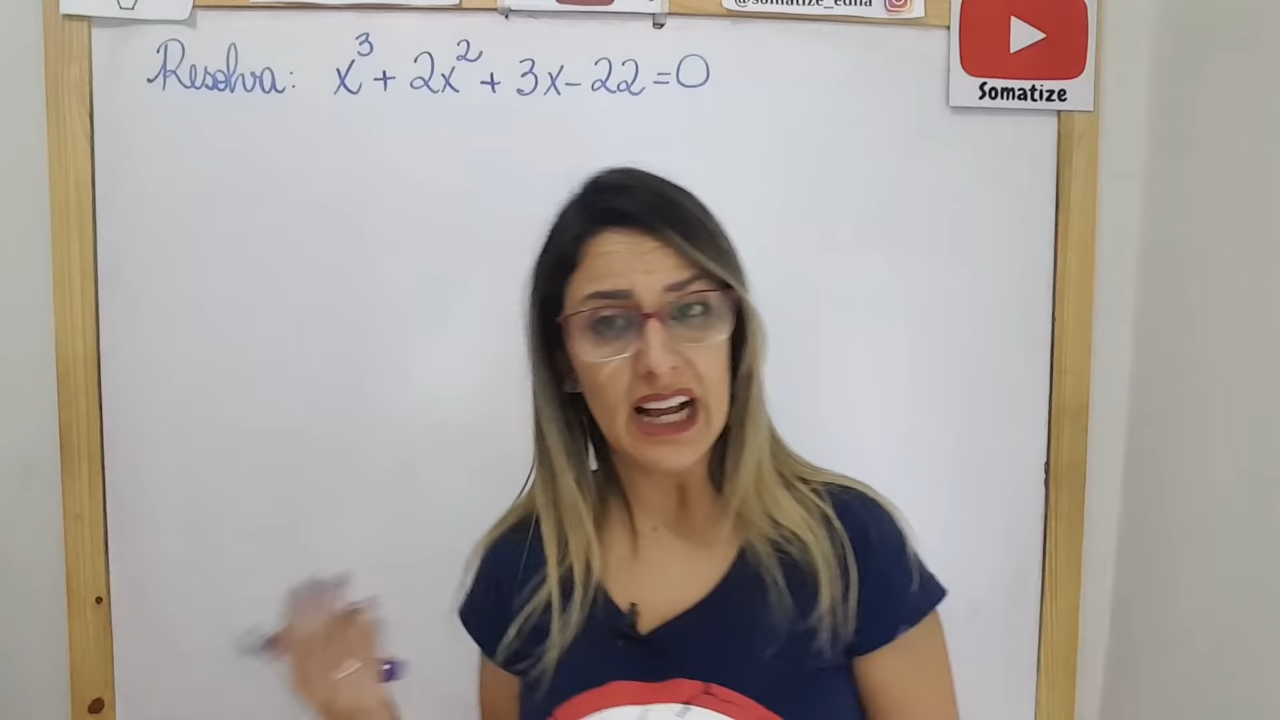 @somatize_edna
Resolva: x³ + 2x² + 3x - 22 = 0
Somatize